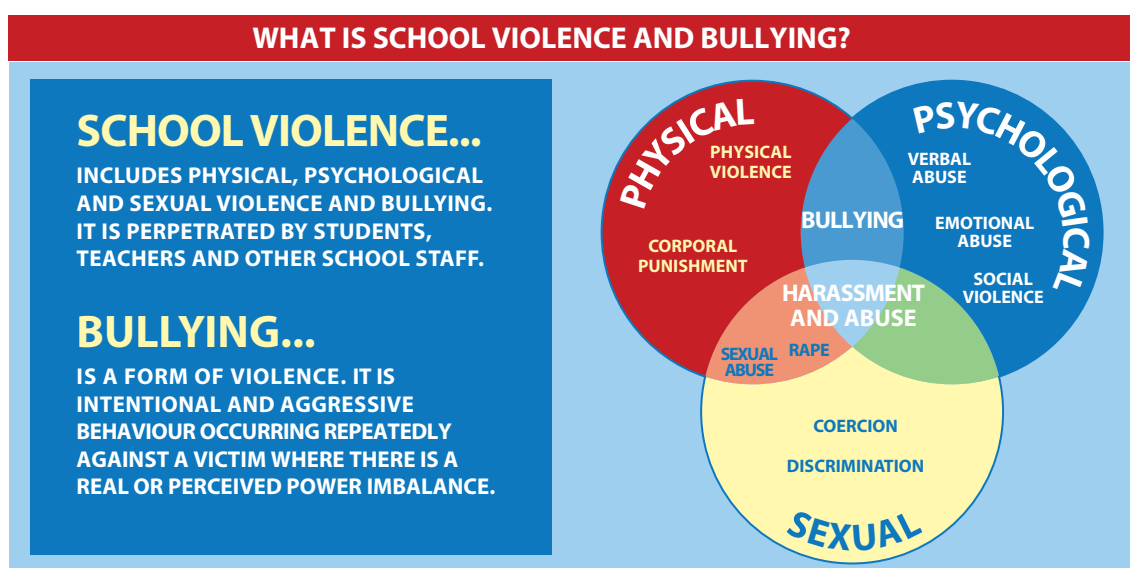 WHAT IS SCHOOL VIOLENCE AND BULLYING?
SCHOOL VIOLENCE...
INCLUDES PHYSICAL, PSYCHOLOGICAL
AND SEXUAL VIOLENCE AND BULLYING.
IT IS PERPETRATED BY STUDENTS,
TEACHERS AND OTHER SCHOOL STAFF.
BULLYING...
IS A FORM OF VIOLENCE. IT IS
INTENTIONAL AND AGGRESSIVE
BEHAVIOUR OCCURRING REPEATEDLY
AGAINST A VICTIM WHERE THERE IS A
REAL OR PERCEIVED POWER IMBALANCE.
PHYSICAL
PHYSICAL
VIOLENCE
CORPORAL
PUNISHMENT
BULLYING
PSYCHOLOGICAL
VERBAL
ABUSE
EMOTIONAL
ABUSE
SOCIAL
VIOLENCE
HARASSMENT
AND ABUSE
SEXUAL
ABUSE
RAPE
COERCION
DISCRIMINATION
SEXUAL